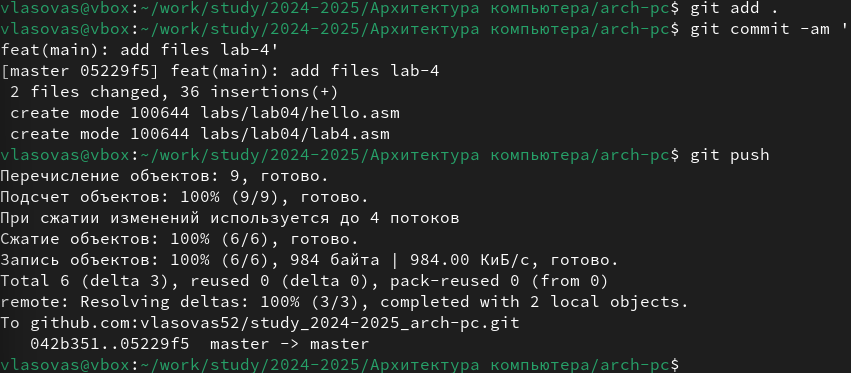 vlasovas@vbox:~/work/study/2024-2025/Архитектура компьютера/arch-pc$ git add .
vlasovas@vbox:~/work/study/2024-2025/Архитектура компьютера/arch-pc$ git commit -am '
feat(main): add files lab-4'
[master 05229f5] feat(main): add files lab-4
 2 files changed, 36 insertions(+)
 create mode 100644 labs/lab04/hello.asm
 create mode 100644 labs/lab04/lab4.asm
vlasovas@vbox:~/work/study/2024-2025/Архитектура компьютера/arch-pc$ git push
Перечисление объектов: 9, готово.
Подсчет объектов: 100% (9/9), готово.
При сжатии изменений используется до 4 потоков
Сжатие объектов: 100% (6/6), готово.
Запись объектов: 100% (6/6), 984 байта | 984.00 КиБ/с, готово.
Total 6 (delta 3), reused 0 (delta 0), pack-reused 0 (from 0)
remote: Resolving deltas: 100% (3/3), completed with 2 local objects.
To github.com:vlasovas52/study_2024-2025_arch-pc.git
   042b351..05229f5  master -> master
vlasovas@vbox:~/work/study/2024-2025/Архитектура компьютера/arch-pc$